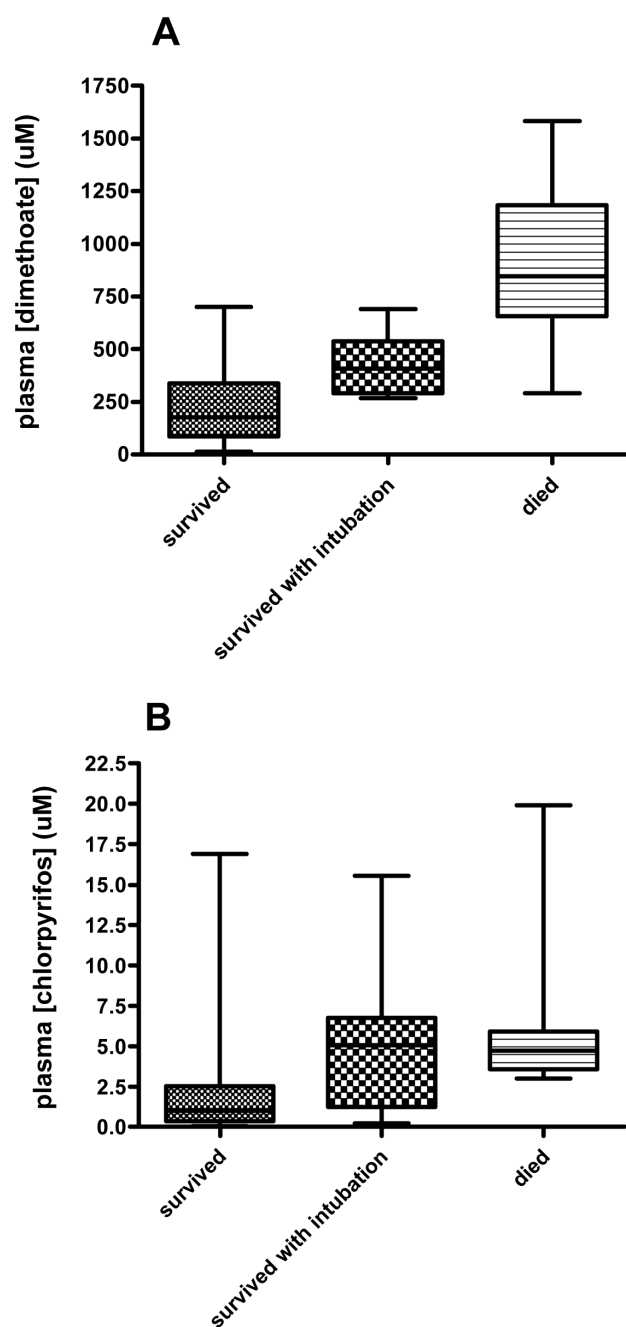 A
plasma [dimethoate] (uM)
1750
1500
1250
1000
750
500
250
0
survived
survived with intubation
died
B
plasma [chlorpyrifos] (uM)
22.5
20.0
17.5
15.0
12.5
10.0
7.5
5.0
2.5
0.0
survived
survived with intubation
died